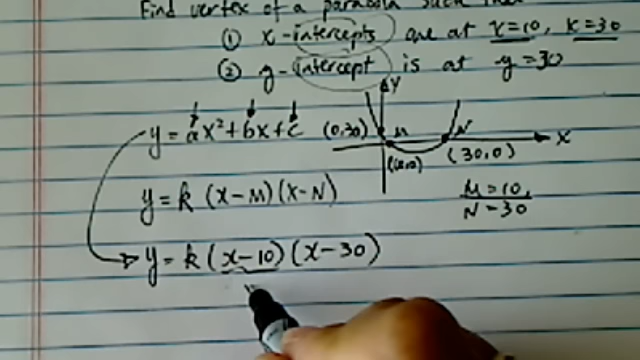 Find vertex of a parabola such that
① x-intercepts are at x=10, x=30
② y-intercept is at y=30
y = ax² + bx + c
y
(0,30)
M
N
x
(10,0)
(30,0)
y = k (x-M)(x-N)
M=10,
N=30
y = k (x-10)(x-30)